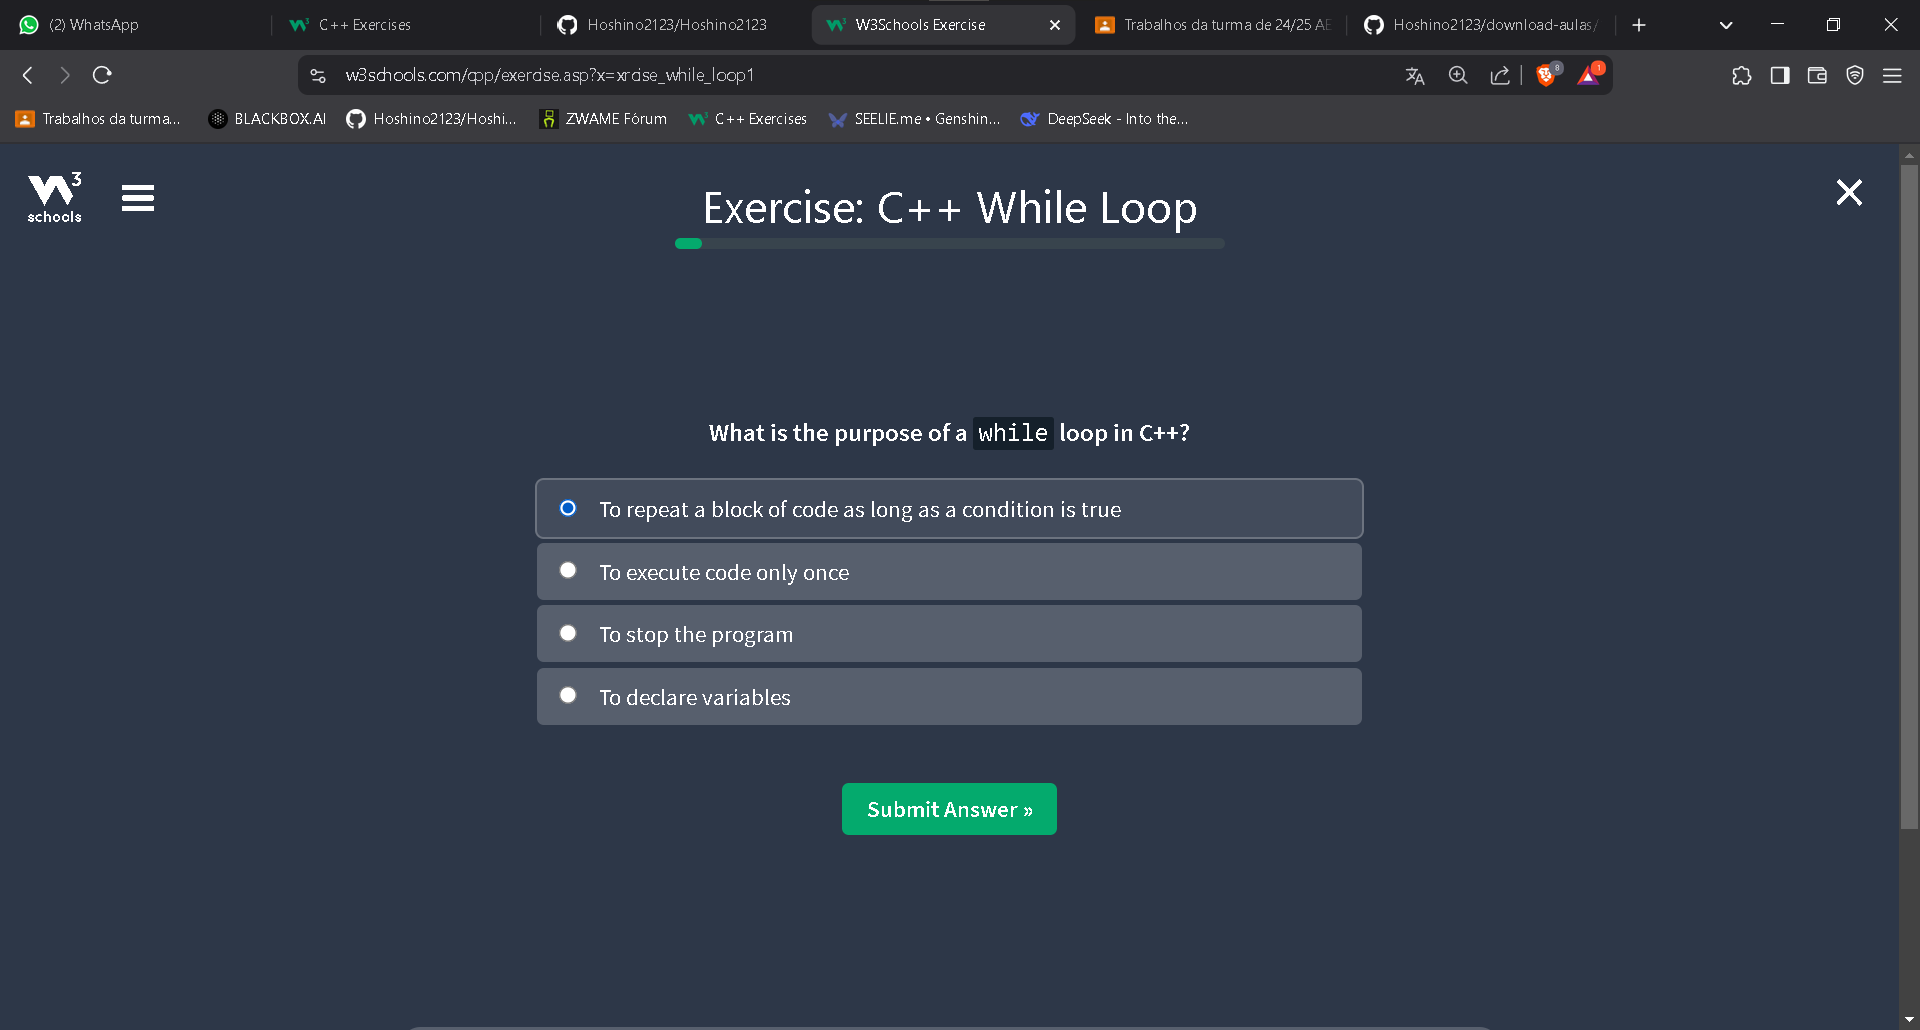 (2) WhatsApp
C++ Exercises
Hoshino2123/Hoshino2123
W3Schools Exercise
Trabalhos da turma de 24/25 AE
Hoshino2123/download-aulas/
w3schools.com/cpp/exercise.asp?x=xrcise_while_loop1
8
1
Trabalhos da turma...
BLACKBOX.AI
Hoshino2123/Hoshi...
ZWAME Fórum
C++ Exercises
SEELIE.me • Genshin...
DeepSeek - Into the...
W3
schools
Exercise: C++ While Loop
What is the purpose of a while loop in C++?
To repeat a block of code as long as a condition is true
To execute code only once
To stop the program
To declare variables
Submit Answer »